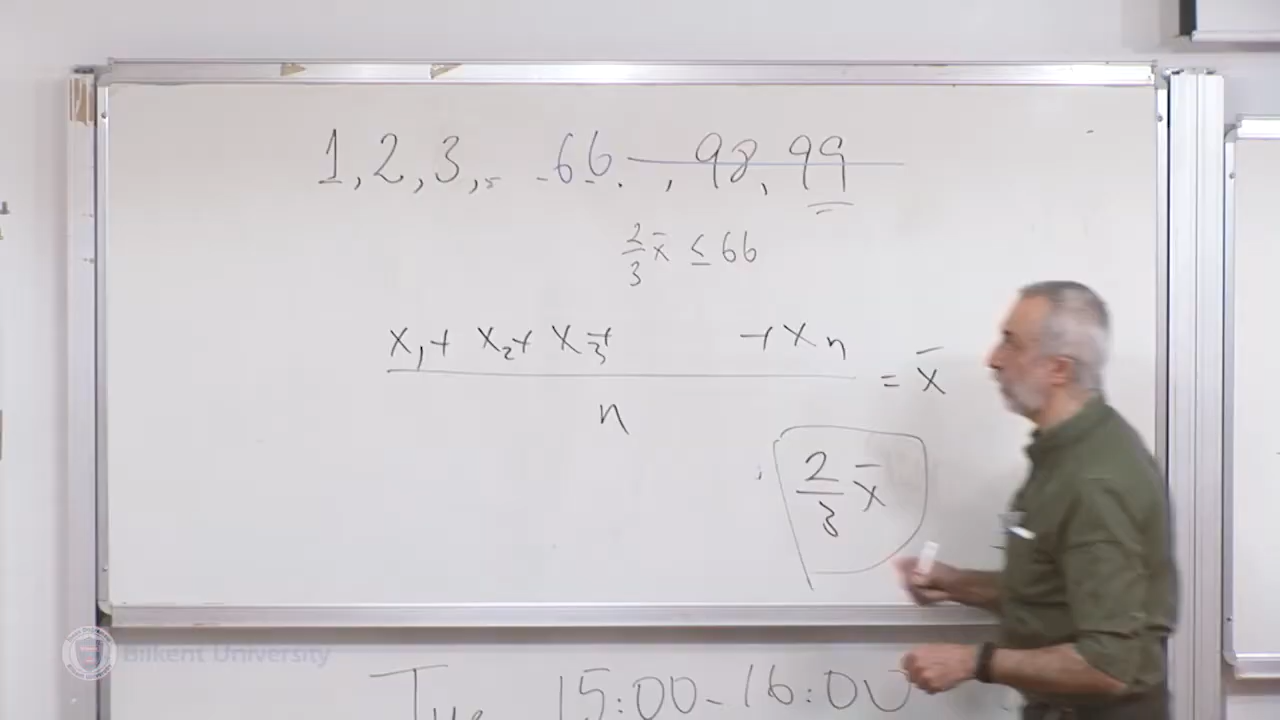 1, 2, 3, .. - 66. , 98, 99
2/3 x̄ ≤ 66
x₁ + x₂ + x₃ + + xₙ
= x̄
n
2/3 x̄
Bilkent University
Tue 15:00-16:00